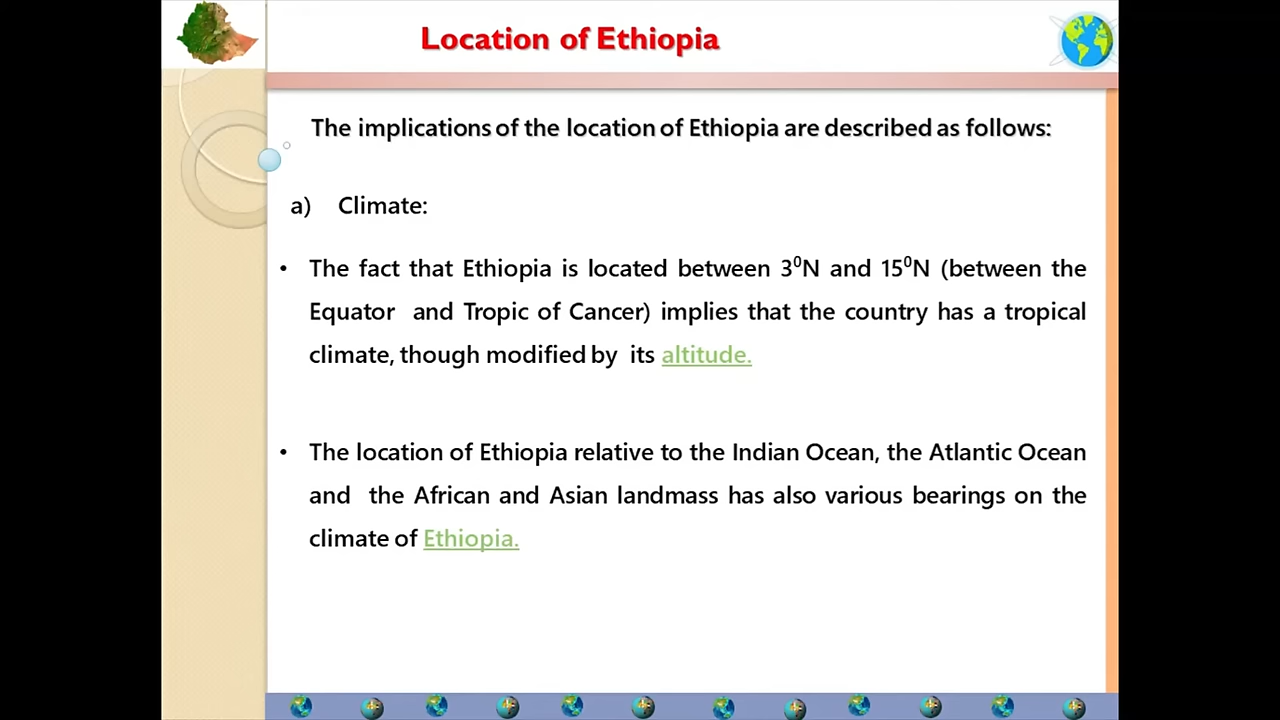 Location of Ethiopia
The implications of the location of Ethiopia are described as follows:
a) Climate:
• The fact that Ethiopia is located between 3⁰N and 15⁰N (between the
Equator and Tropic of Cancer) implies that the country has a tropical
climate, though modified by its altitude.
• The location of Ethiopia relative to the Indian Ocean, the Atlantic Ocean
and the African and Asian landmass has also various bearings on the
climate of Ethiopia.